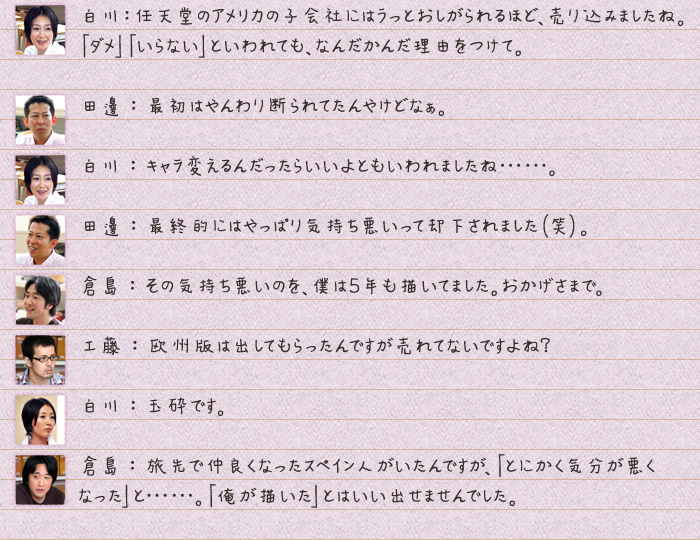 白川：任天堂のアメリカの子会社にはうっとおしがられるほど、売り込みましたね。
「ダメ」「いらない」といわれても、なんだかんだ理由をつけて。
田邊：最初はやんわり断られてたんやけどなぁ。
白川：キャラ変えるんだったらいいよともいわれましたね……。
田邊：最終的にはやっぱり気持ち悪いって却下されました(笑)。
倉島：その気持ち悪いのを、僕は5年も描いてました。おかげさまで。
工藤：欧州版は出してもらったんですが売れてないですよね?
白川：玉砕です。
倉島：旅先で仲良くなったスペイン人がいたんですが、「とにかく気分が悪く
なった」と……。「俺が描いた」とはいい出せませんでした。